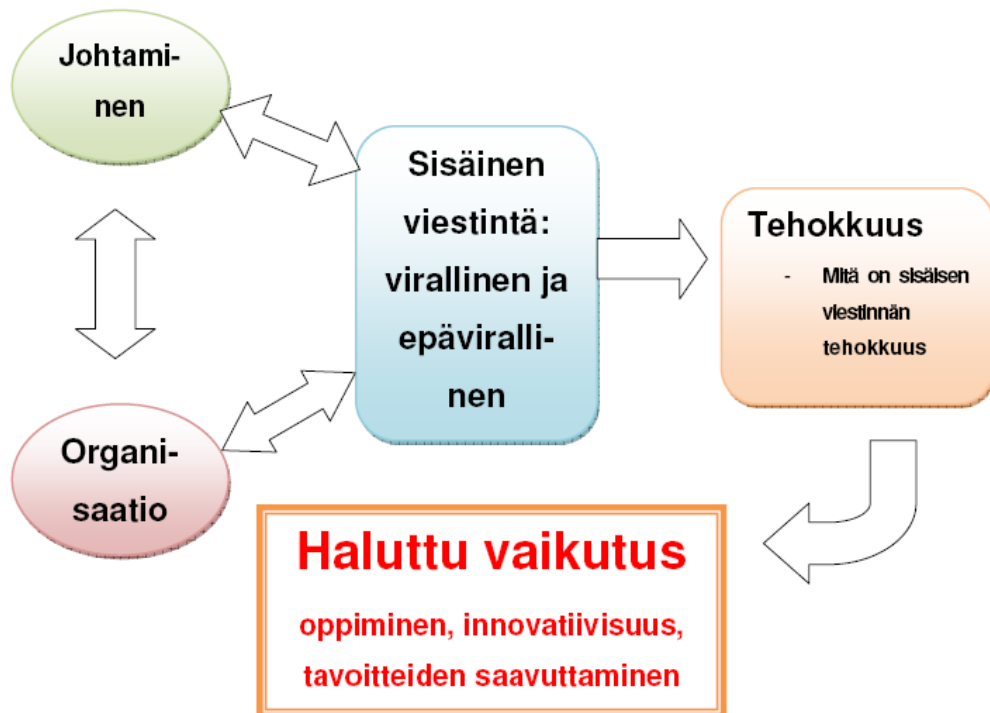 Johtami-
nen
Sisäinen
viestintä:
virallinen ja
epäviralli-
nen
Tehokkuus
- Mitä on sisäisen
viestinnän
tehokkuus
Organi-
saatio
Haluttu vaikutus
oppiminen, innovatiivisuus,
tavoitteiden saavuttaminen